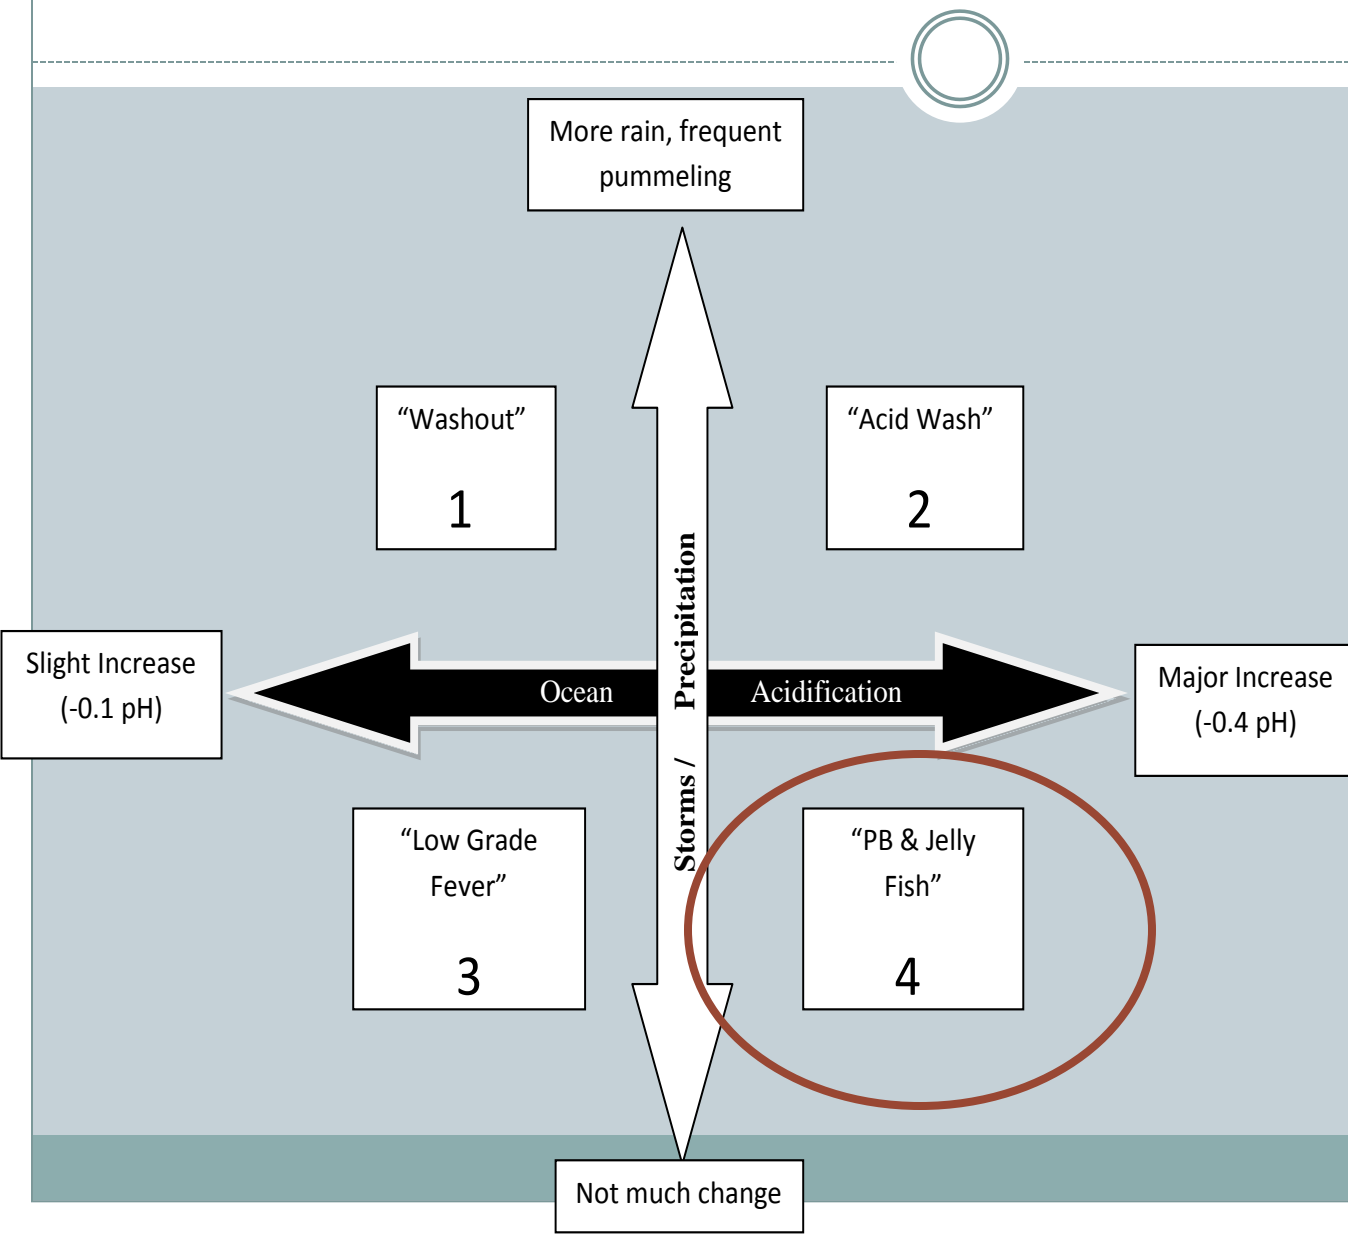 More rain, frequent
pummeling
“Washout”
1
“Acid Wash”
2
Storms / Precipitation
Slight Increase
(-0.1 pH)
Ocean Acidification
Major Increase
(-0.4 pH)
“Low Grade
Fever”
3
“PB & Jelly
Fish”
4
Not much change